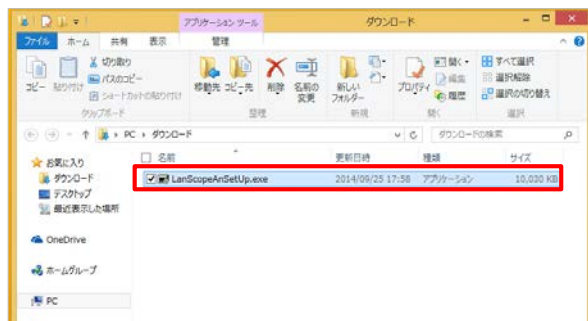 アプリケーション ツール
ダウンロード
ファイル ホーム 共有 表示 管理
コピー 貼り付け 切り取り
パスのコピー
ショートカットの貼り付け
クリップボード
移動先 コピー先 削除 名前の変更
整理
新しいフォルダー
新規
プロパティ 開く 編集 履歴
開く
すべて選択
選択解除
選択の切り替え
選択
PC ダウンロード
ダウンロードの検索
お気に入り
ダウンロード
デスクトップ
最近表示した場所
OneDrive
ホームグループ
PC
名前 更新日時 種類 サイズ
LanScopeAnSetUp.exe 2014/09/25 17:58 アプリケーション 10,030 KB